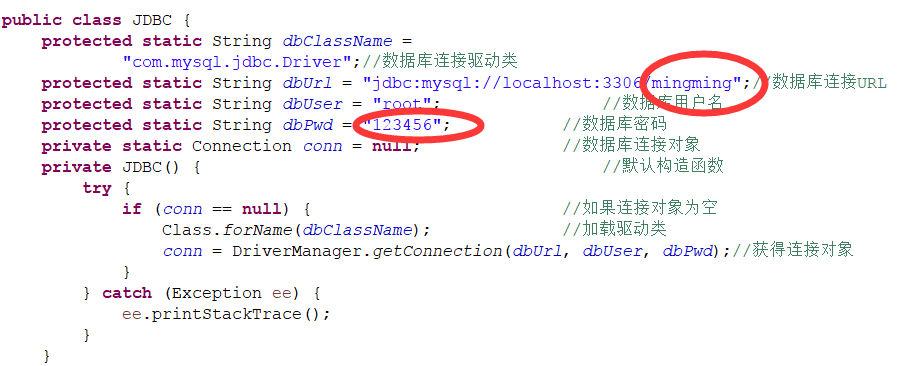 public class JDBC {
protected static String dbClassName =
"com.mysql.jdbc.Driver";//数据库连接驱动类
protected static String dbUrl = "jdbc:mysql://localhost:3306/mingming";//数据库连接URL
protected static String dbUser = "root"; //数据库用户名
protected static String dbPwd = "123456"; //数据库密码
private static Connection conn = null; //数据库连接对象
private JDBC() { //默认构造函数
try {
if (conn == null) { //如果连接对象为空
Class.forName(dbClassName); //加载驱动类
conn = DriverManager.getConnection(dbUrl, dbUser, dbPwd);//获得连接对象
}
} catch (Exception ee) {
ee.printStackTrace();
}
}